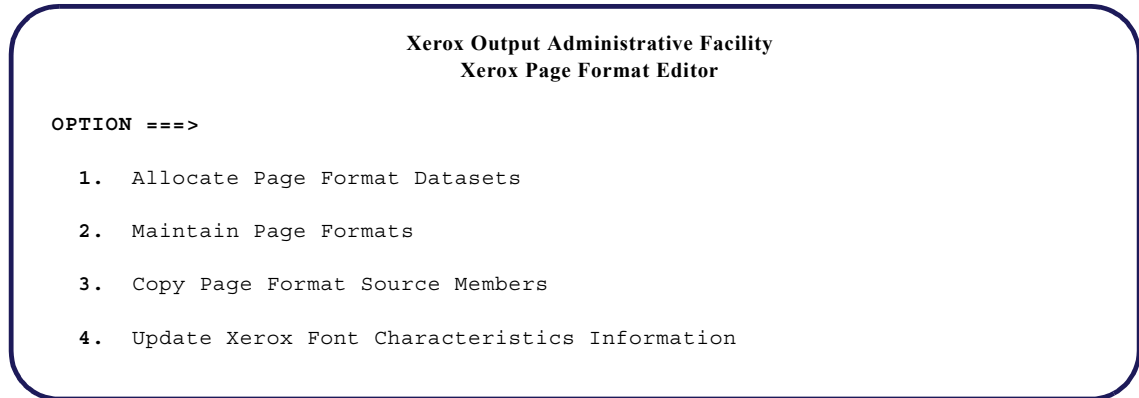 Xerox Output Administrative Facility
Xerox Page Format Editor
OPTION ===>
1. Allocate Page Format Datasets
2. Maintain Page Formats
3. Copy Page Format Source Members
4. Update Xerox Font Characteristics Information